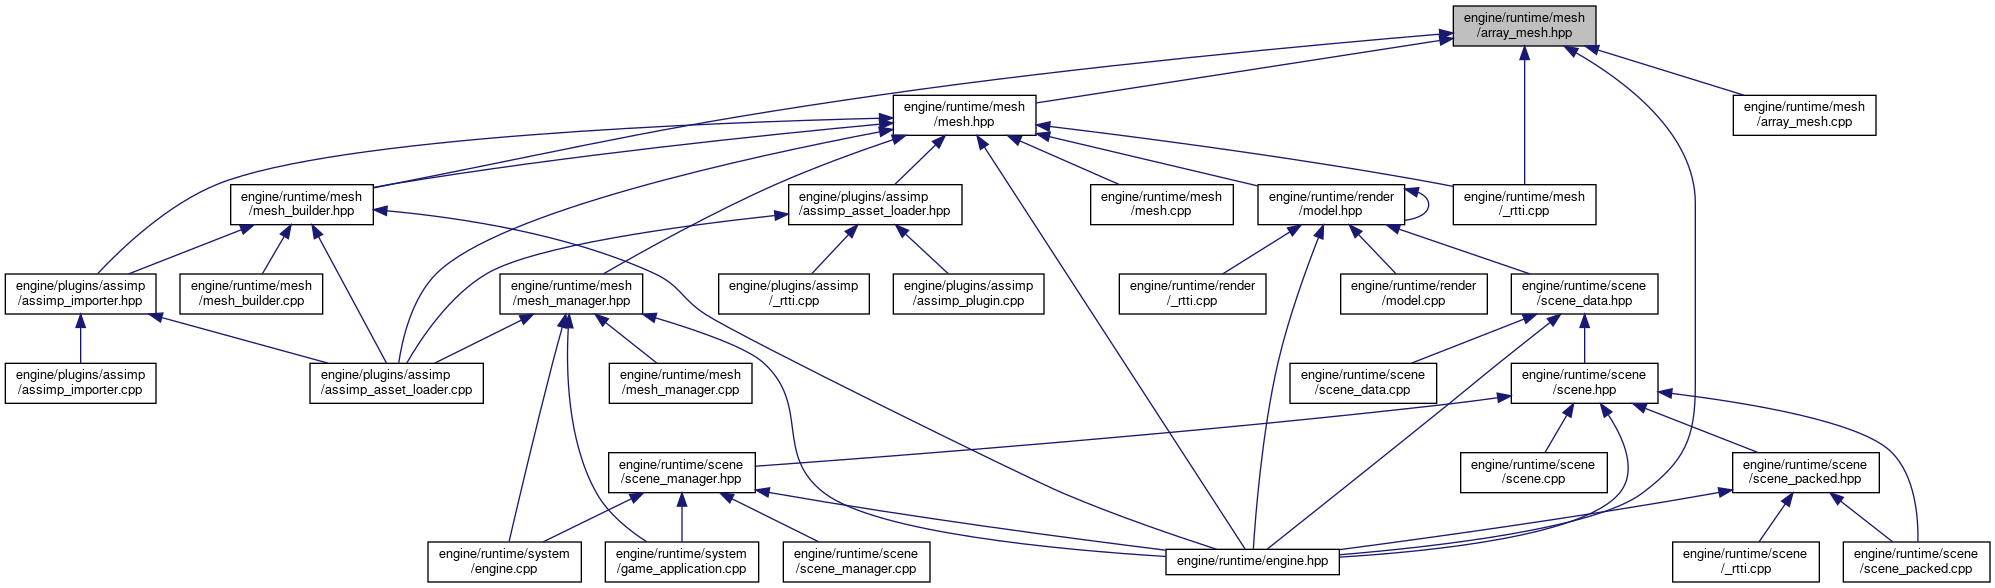 engine/runtime/mesh
/array_mesh.hpp
engine/runtime/mesh
/mesh.hpp
engine/runtime/mesh
/array_mesh.cpp
engine/runtime/mesh
/mesh_builder.hpp
engine/plugins/assimp
/assimp_asset_loader.hpp
engine/runtime/mesh
/mesh.cpp
engine/runtime/render
/model.hpp
engine/runtime/mesh
/_rtti.cpp
engine/plugins/assimp
/assimp_importer.hpp
engine/runtime/mesh
/mesh_builder.cpp
engine/runtime/mesh
/mesh_manager.hpp
engine/plugins/assimp
/_rtti.cpp
engine/plugins/assimp
/assimp_plugin.cpp
engine/runtime/render
/_rtti.cpp
engine/runtime/render
/model.cpp
engine/runtime/scene
/scene_data.hpp
engine/plugins/assimp
/assimp_importer.cpp
engine/plugins/assimp
/assimp_asset_loader.cpp
engine/runtime/mesh
/mesh_manager.cpp
engine/runtime/scene
/scene_data.cpp
engine/runtime/scene
/scene.hpp
engine/runtime/scene
/scene_manager.hpp
engine/runtime/scene
/scene.cpp
engine/runtime/scene
/scene_packed.hpp
engine/runtime/system
/engine.cpp
engine/runtime/system
/game_application.cpp
engine/runtime/scene
/scene_manager.cpp
engine/runtime/engine.hpp
engine/runtime/scene
/_rtti.cpp
engine/runtime/scene
/scene_packed.cpp